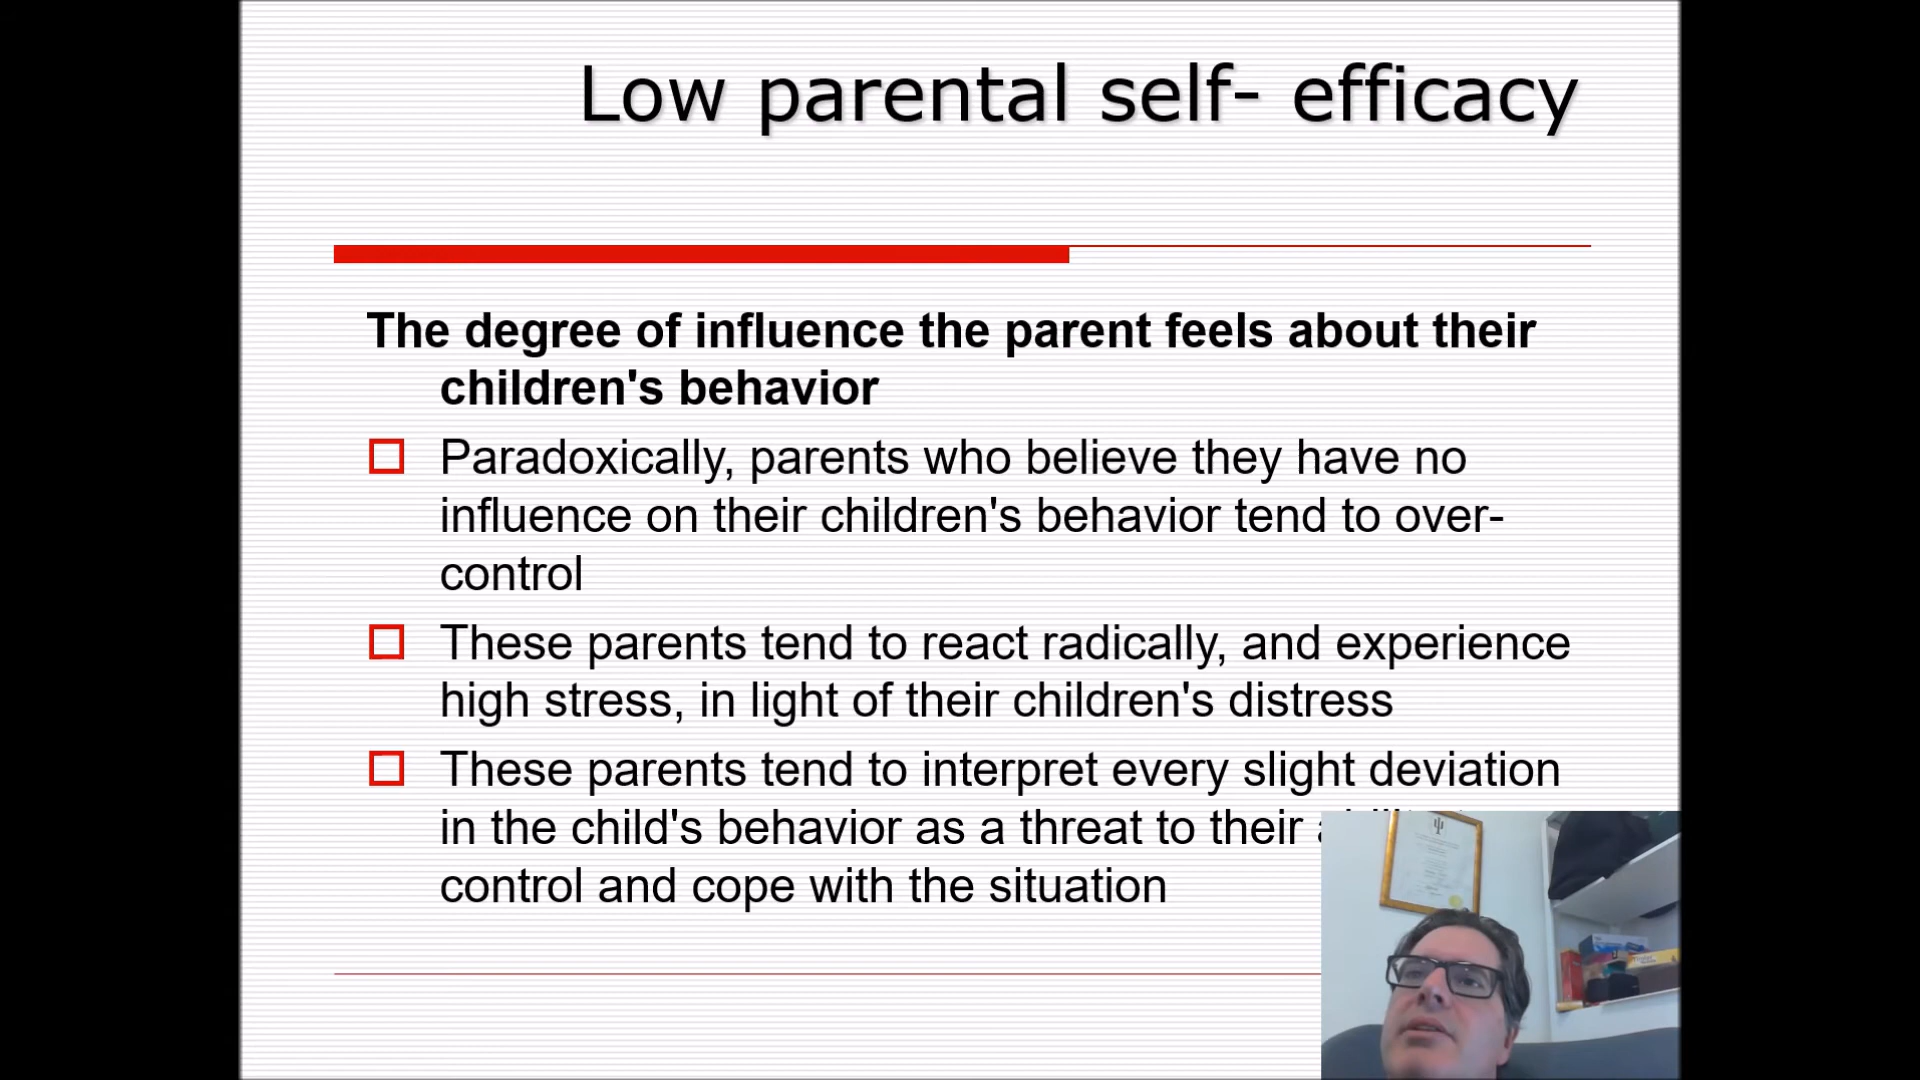 Low parental self- efficacy
The degree of influence the parent feels about their
children's behavior
Paradoxically, parents who believe they have no
influence on their children's behavior tend to over-
control
These parents tend to react radically, and experience
high stress, in light of their children's distress
These parents tend to interpret every slight deviation
in the child's behavior as a threat to their
control and cope with the situation